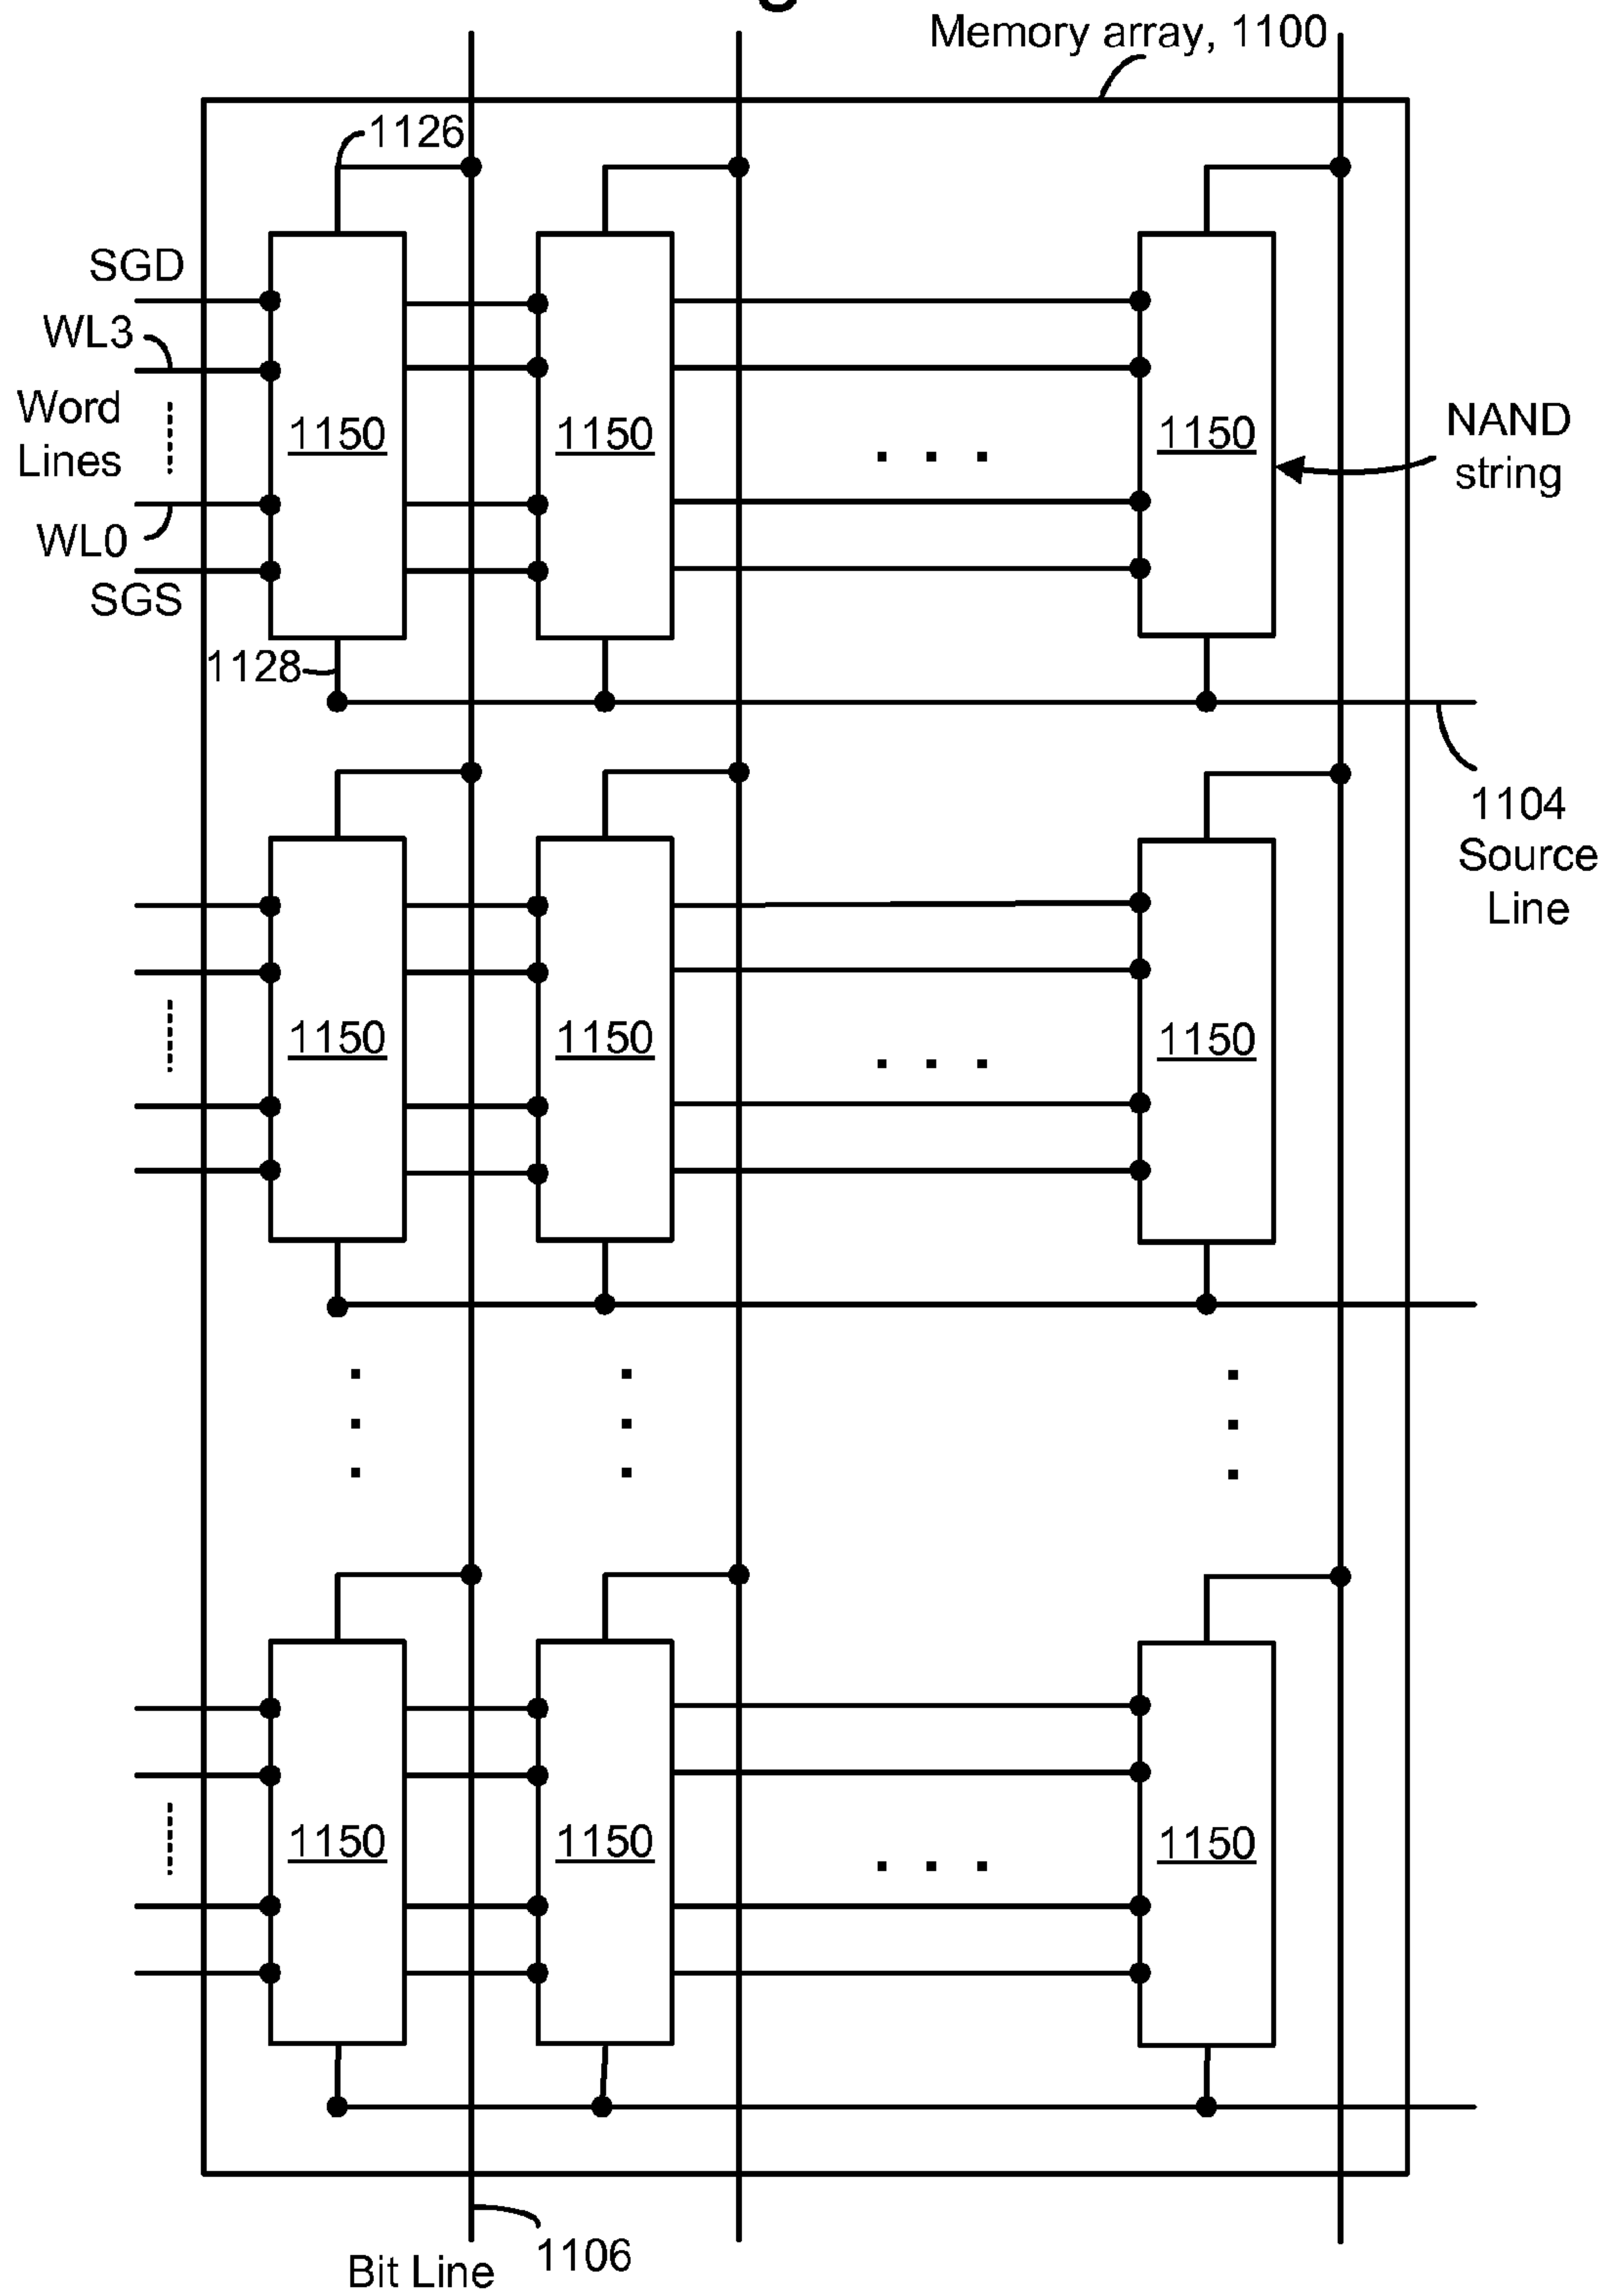 Memory array, 1100
1126
SGD
WL3
Word
Lines
WL0
SGS
1150
1150
1150
NAND
string
1128
1104
Source
Line
1150
1150
1150
1150
1150
1150
Bit Line
1106